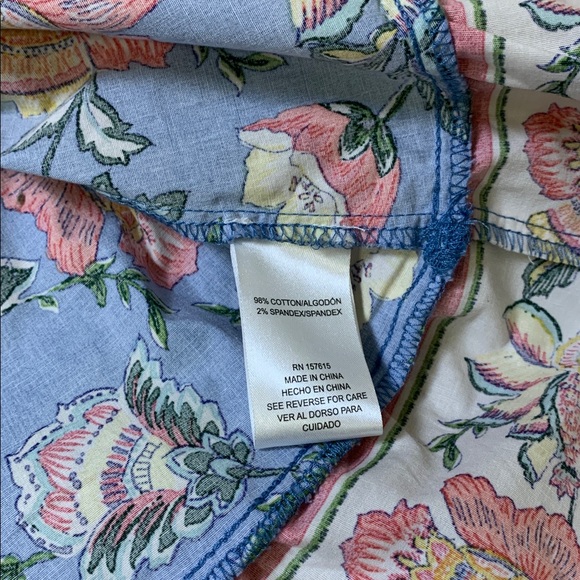 98% COTTON/ALGODÓN
2% SPANDEX/SPANDEX
RN 157615
MADE IN CHINA
HECHO EN CHINA
SEE REVERSE FOR CARE
VER AL DORSO PARA
CUIDADO